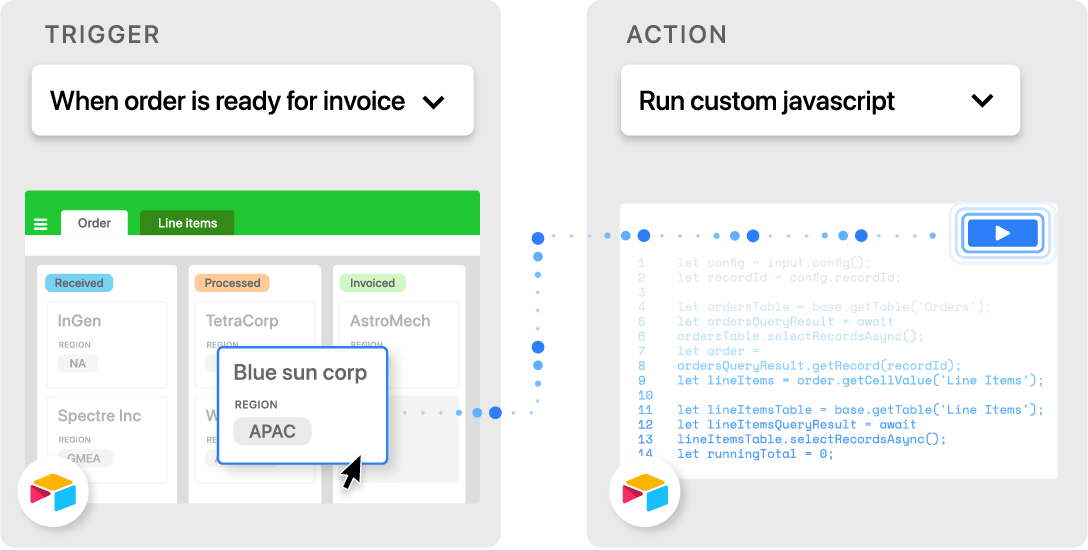 TRIGGER
When order is ready for invoice
Order
Line items
Received
Processed
Invoiced
InGen
REGION
NA
TetraCorp
REGION
AstroMech
REGION
Blue sun corp
REGION
APAC
Spectre Inc
REGION
GMEA
ACTION
Run custom javascript
1 let config = input.config();
2 let recordId = config.recordId;
3
4 let ordersTable = base.getTable('Orders');
5 let ordersQueryResult = await
6 ordersTable.selectRecordsAsync();
7 let order =
8 ordersQueryResult.getRecord(recordId);
9 let lineItems = order.getCellValue('Line Items');
10
11 let lineItemsTable = base.getTable('Line Items');
12 let lineItemsQueryResult = await
13 lineItemsTable.selectRecordsAsync();
14 let runningTotal = 0;